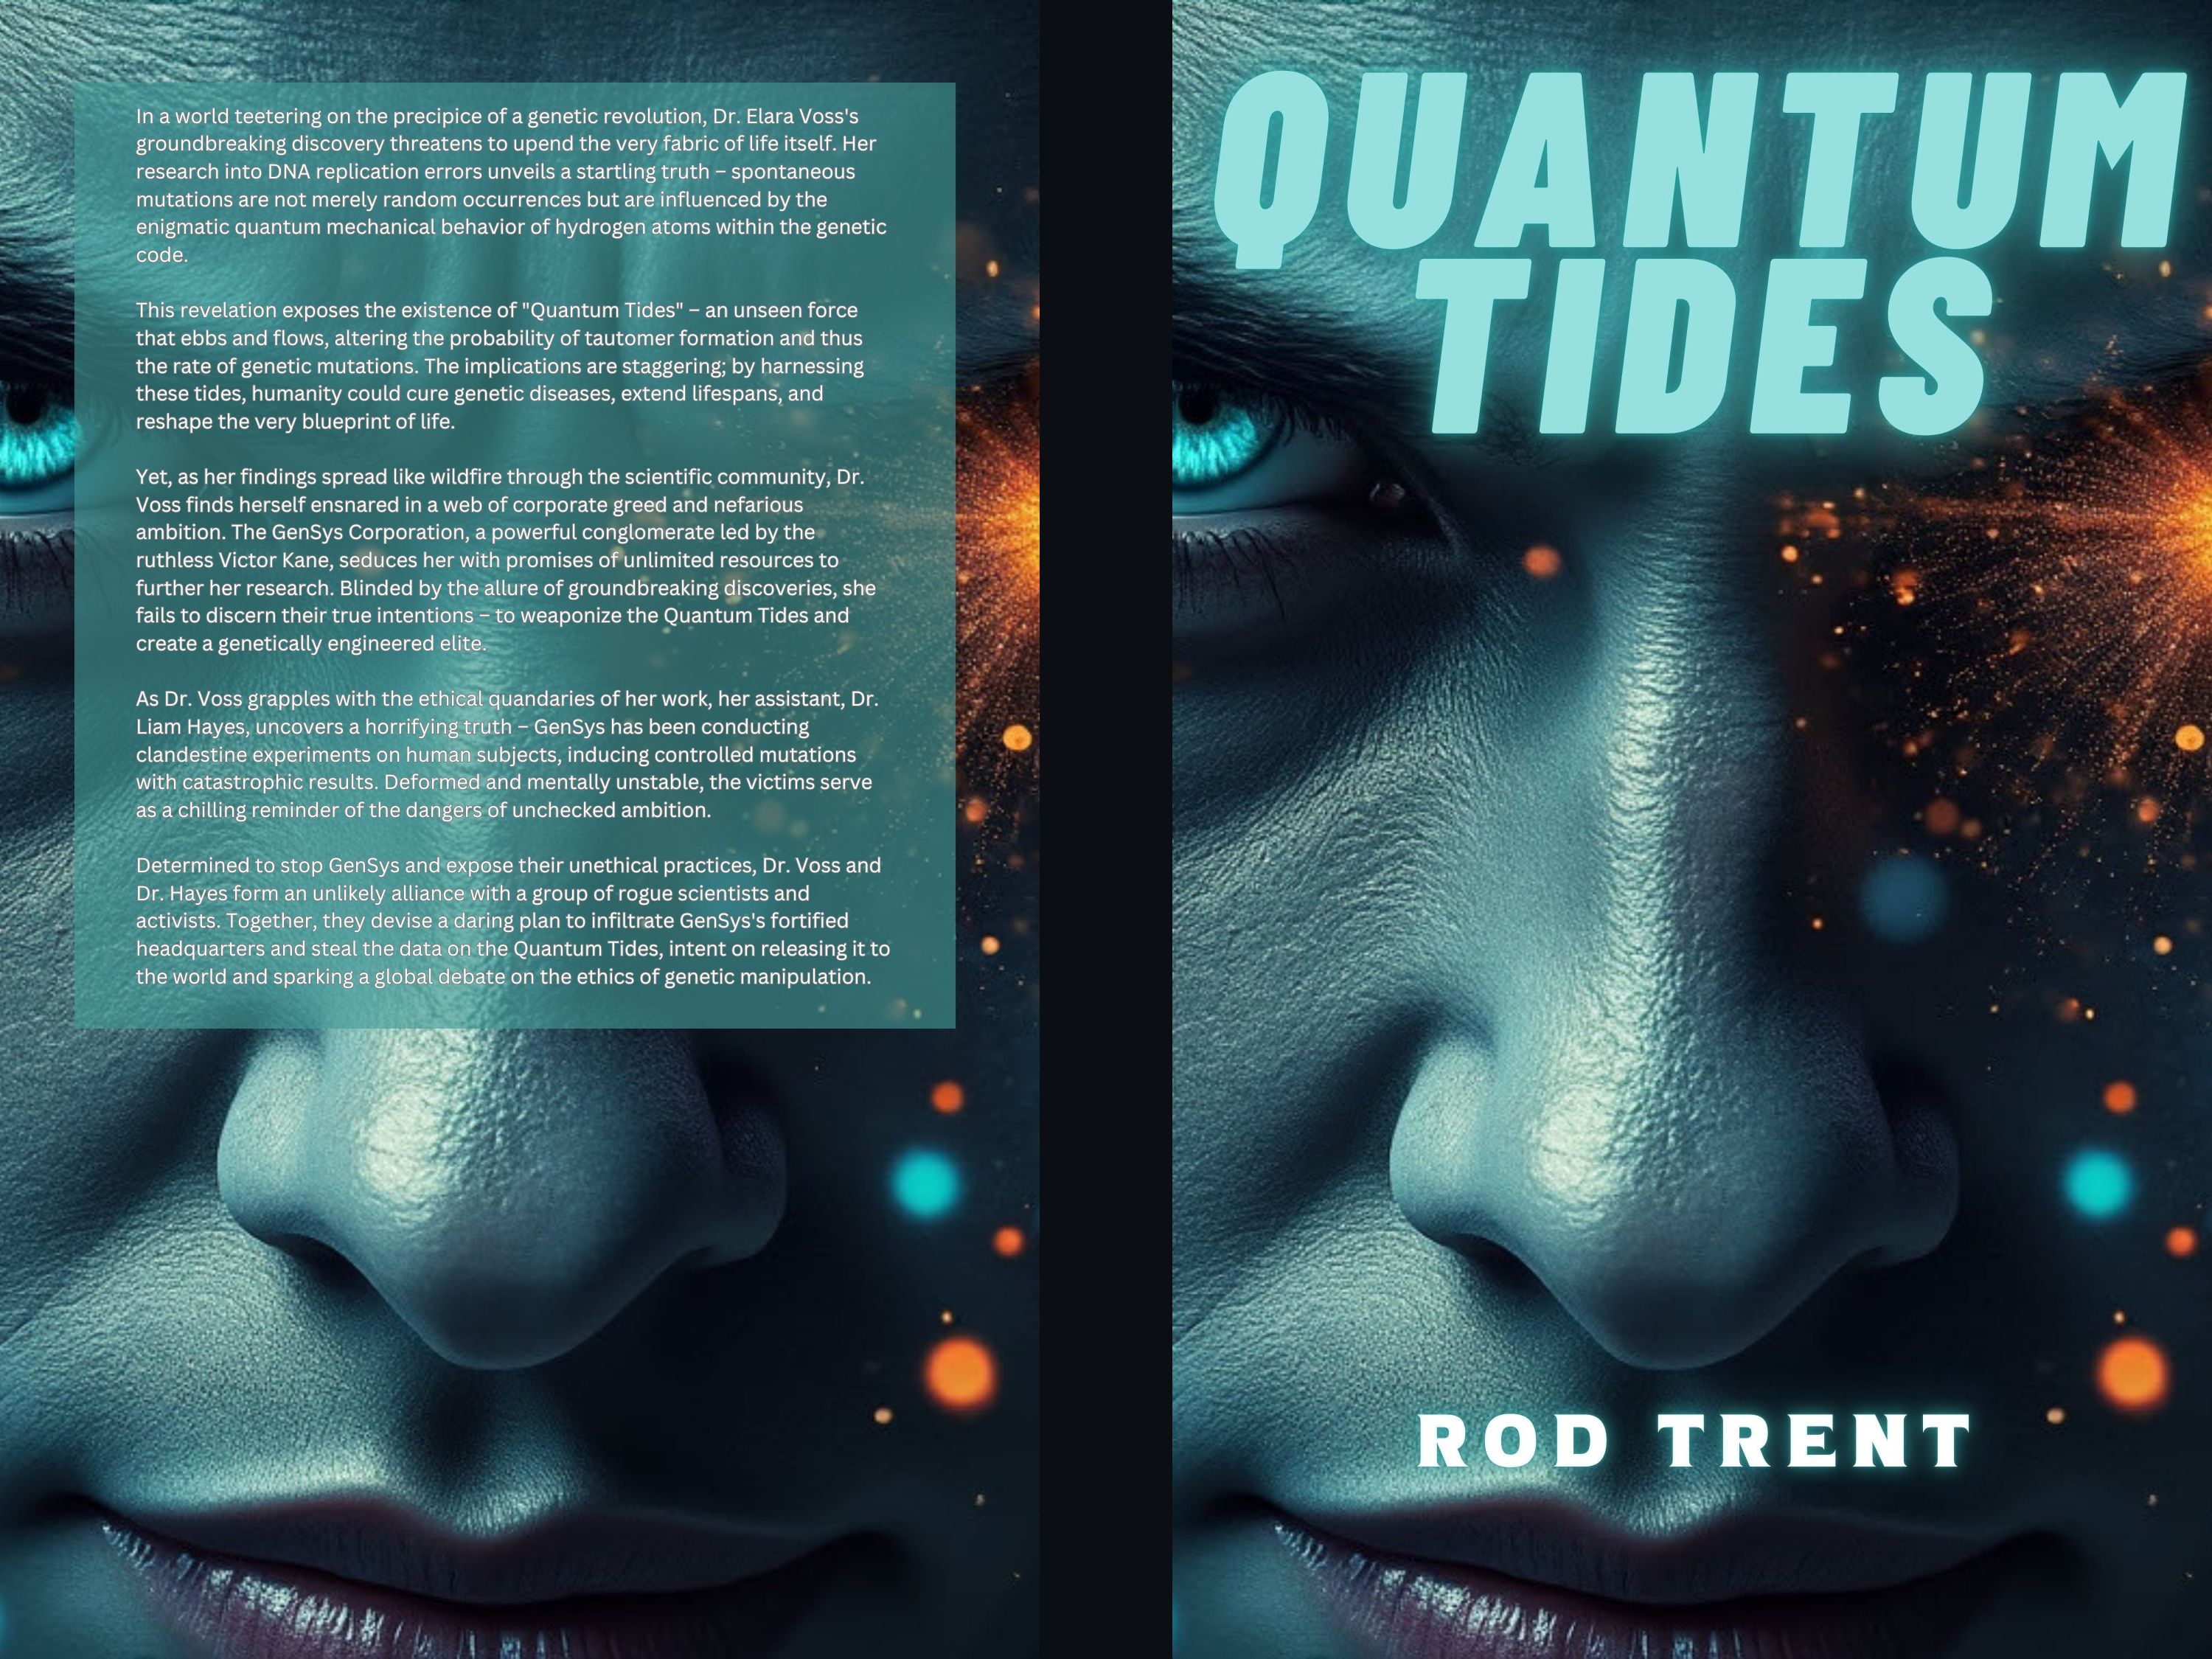 In a world teetering on the precipice of a genetic revolution, Dr. Elara Voss's
groundbreaking discovery threatens to upend the very fabric of life itself. Her
research into DNA replication errors unveils a startling truth – spontaneous
mutations are not merely random occurrences but are influenced by the
enigmatic quantum mechanical behavior of hydrogen atoms within the genetic
code.
This revelation exposes the existence of "Quantum Tides" – an unseen force
that ebbs and flows, altering the probability of tautomer formation and thus
the rate of genetic mutations. The implications are staggering; by harnessing
these tides, humanity could cure genetic diseases, extend lifespans, and
reshape the very blueprint of life.
Yet, as her findings spread like wildfire through the scientific community, Dr.
Voss finds herself ensnared in a web of corporate greed and nefarious
ambition. The GenSys Corporation, a powerful conglomerate led by the
ruthless Victor Kane, seduces her with promises of unlimited resources to
further her research. Blinded by the allure of groundbreaking discoveries, she
fails to discern their true intentions – to weaponize the Quantum Tides and
create a genetically engineered elite.
As Dr. Voss grapples with the ethical quandaries of her work, her assistant, Dr.
Liam Hayes, uncovers a horrifying truth – GenSys has been conducting
clandestine experiments on human subjects, inducing controlled mutations
with catastrophic results. Deformed and mentally unstable, the victims serve
as a chilling reminder of the dangers of unchecked ambition.
Determined to stop GenSys and expose their unethical practices, Dr. Voss and
Dr. Hayes form an unlikely alliance with a group of rogue scientists and
activists. Together, they devise a daring plan to infiltrate GenSys's fortified
headquarters and steal the data on the Quantum Tides, intent on releasing it to
the world and sparking a global debate on the ethics of genetic manipulation.
QUANTUM
TIDES
ROD TRENT